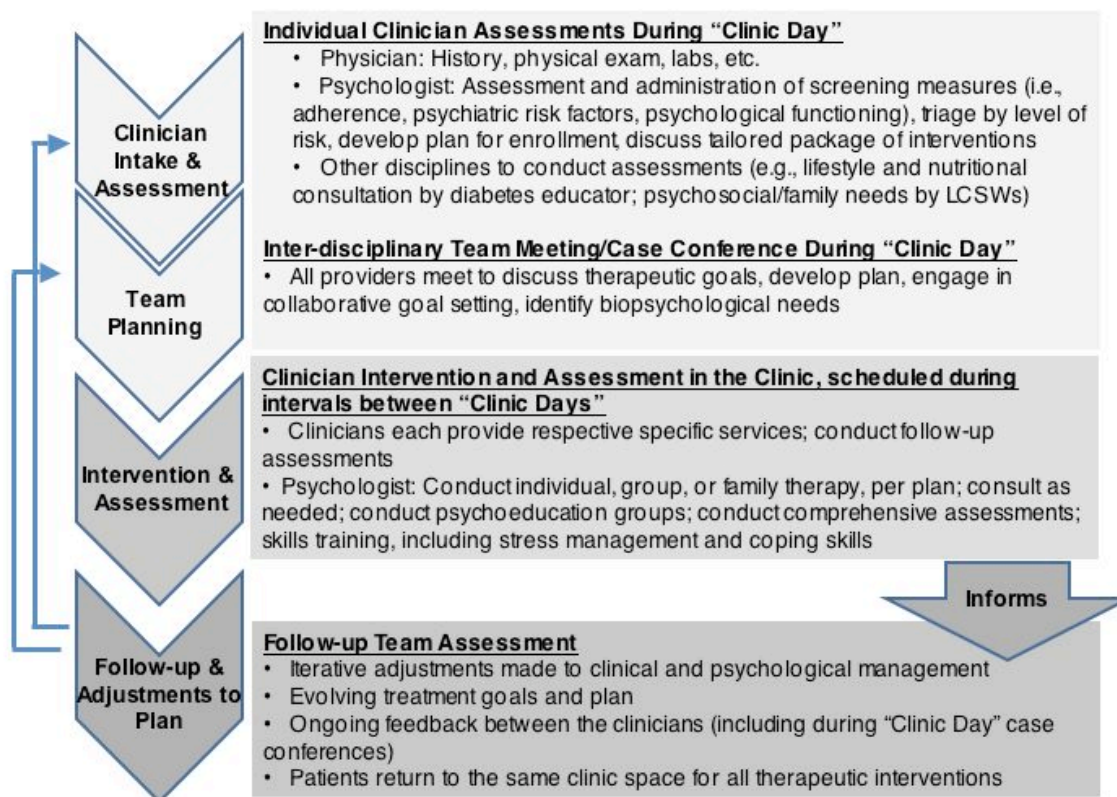 Individual Clinician Assessments During “Clinic Day”
• Physician: History, physical exam, labs, etc.
• Psychologist: Assessment and administration of screening measures (i.e.,
adherence, psychiatric risk factors, psychological functioning), triage by level of
risk, develop plan for enrollment, discuss tailored package of interventions
• Other disciplines to conduct assessments (e.g., lifestyle and nutritional
consultation by diabetes educator; psychosocial/family needs by LCSWs)
Clinician
Intake &
Assessment
Inter-disciplinary Team Meeting/Case Conference During “Clinic Day”
• All providers meet to discuss therapeutic goals, develop plan, engage in
collaborative goal setting, identify biopsychological needs
Team
Planning
Clinician Intervention and Assessment in the Clinic, scheduled during
intervals between “Clinic Days”
• Clinicians each provide respective specific services; conduct follow-up
assessments
• Psychologist: Conduct individual, group, or family therapy, per plan; consult as
needed; conduct psychoeducation groups; conduct comprehensive assessments;
skills training, including stress management and coping skills
Intervention &
Assessment
Informs
Follow-up Team Assessment
• Iterative adjustments made to clinical and psychological management
• Evolving treatment goals and plan
• Ongoing feedback between the clinicians (including during “Clinic Day” case
conferences)
• Patients return to the same clinic space for all therapeutic interventions
Follow-up &
Adjustments to
Plan